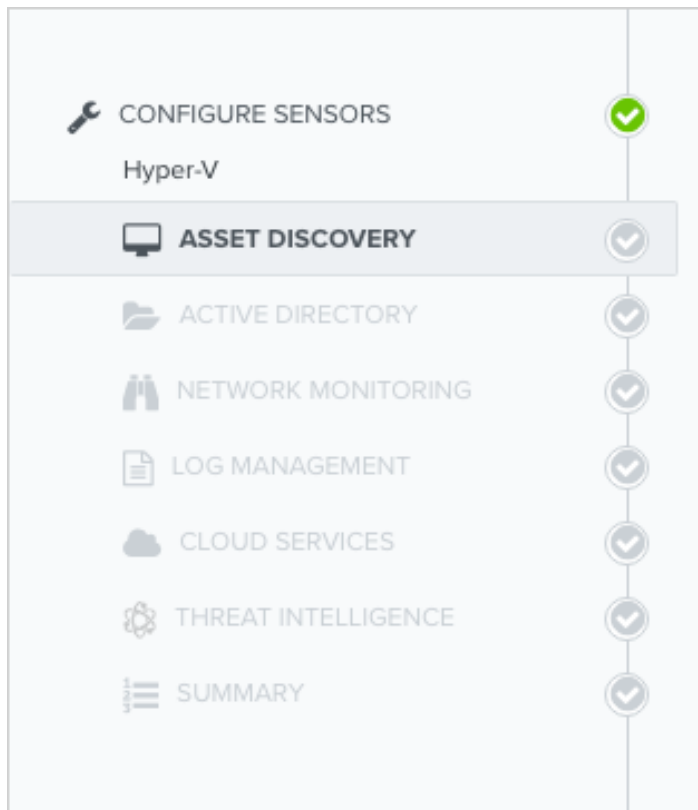 CONFIGURE SENSORS
Hyper-V
ASSET DISCOVERY
ACTIVE DIRECTORY
NETWORK MONITORING
LOG MANAGEMENT
CLOUD SERVICES
THREAT INTELLIGENCE
SUMMARY